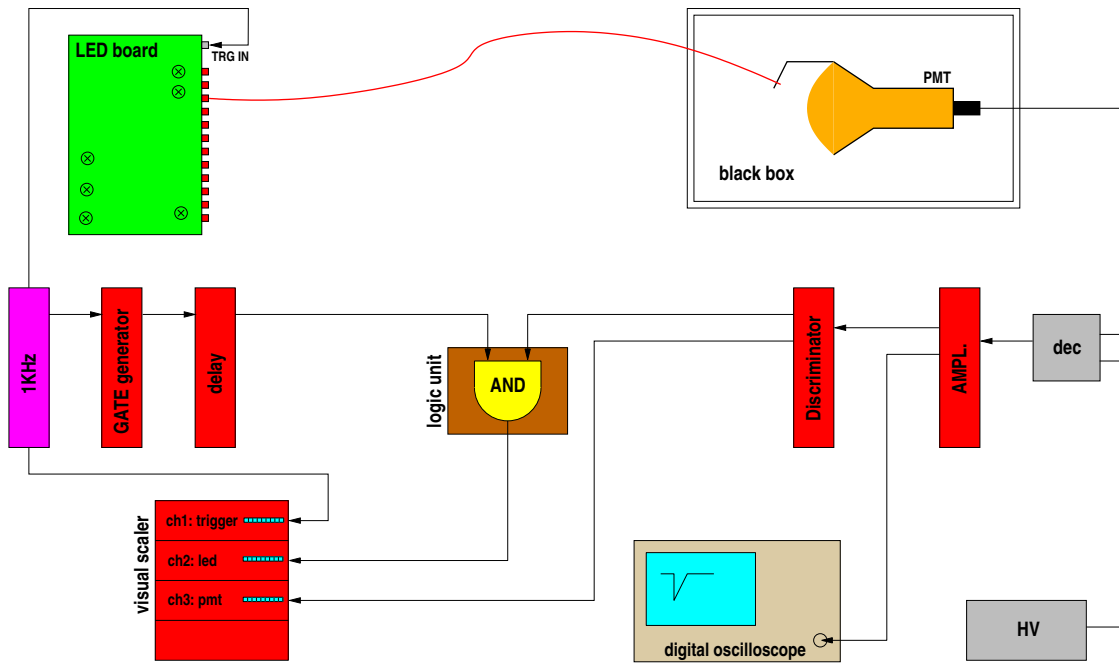 LED board
TRG IN
PMT
black box
1KHz
GATE generator
delay
logic unit
AND
Discriminator
AMPL.
dec
visual scaler
ch1: trigger
ch2: led
ch3: pmt
digital oscilloscope
HV